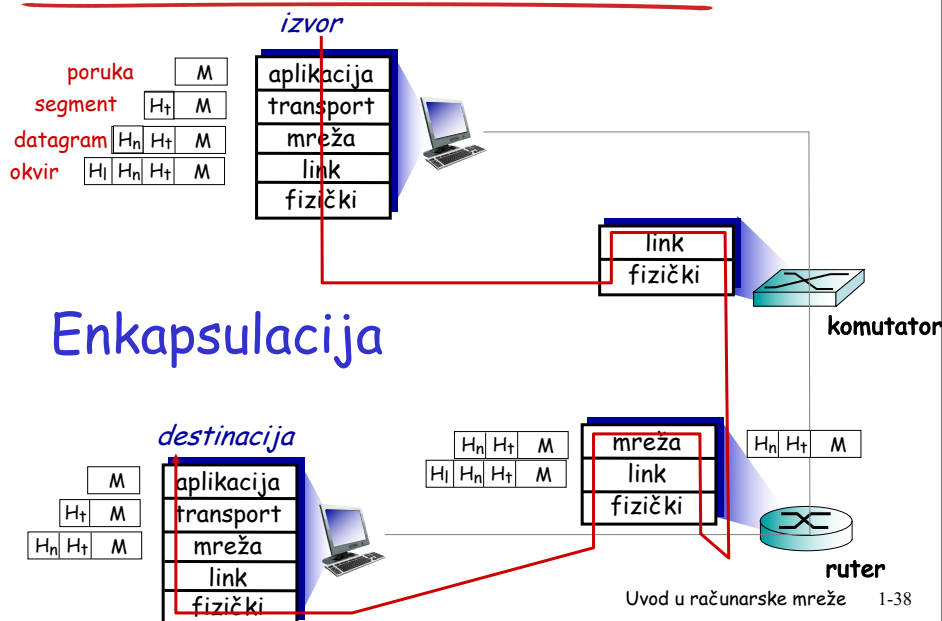 izvor
poruka M
segment Ht M
datagram Hn Ht M
okvir Hl Hn Ht M
aplikacija
transport
mreža
link
fizički
link
fizički
komutator
Enkapsulacija
destinacija
M
Ht M
Hn Ht M
aplikacija
transport
mreža
link
fizički
Hn Ht M
Hl Hn Ht M
mreža
link
fizički
Hn Ht M
ruter
Uvod u računarske mreže 1-38